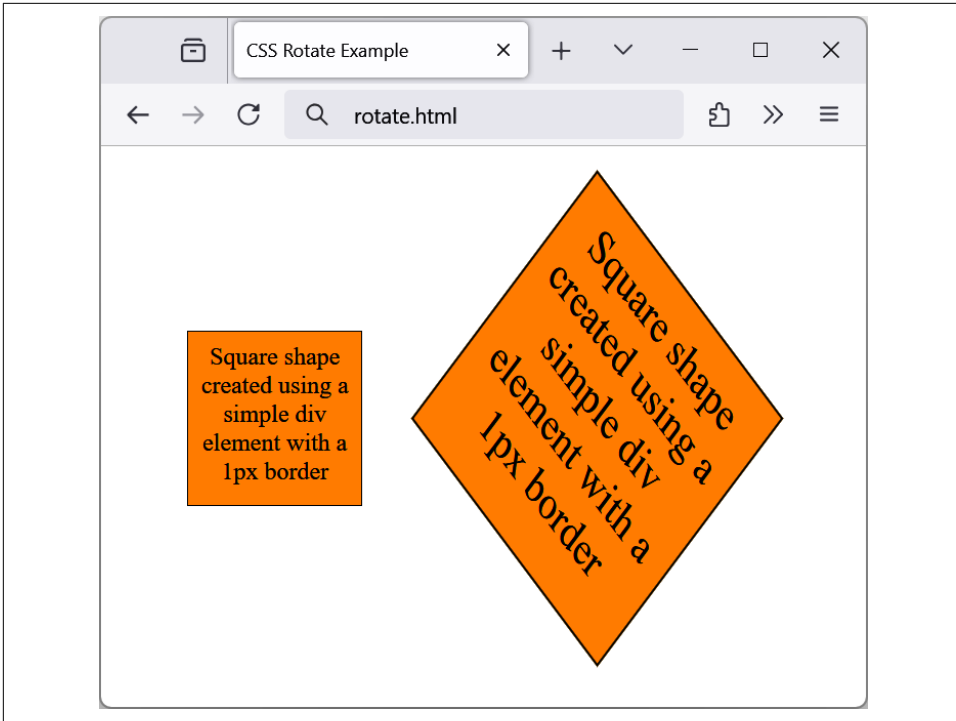 CSS Rotate Example
rotate.html
Square shape
created using a
simple div
element with a
1px border
Square shape
created using a
simple div
element with a
1px border